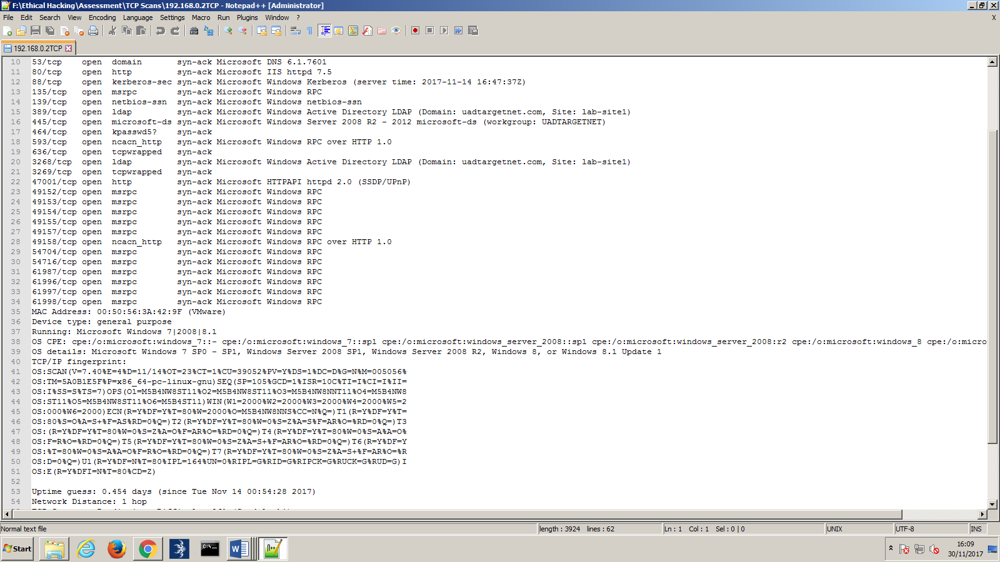 F:\Ethical Hacking\Assessment\TCP Scans\192.168.0.2TCP - Notepad++ [Administrator]
File Edit Search View Encoding Language Settings Macro Run Plugins Window ? X
192.168.0.2TCP
10 53/tcp open domain syn-ack Microsoft DNS 6.1.7601
11 80/tcp open http syn-ack Microsoft IIS httpd 7.5
12 88/tcp open kerberos-sec syn-ack Microsoft Windows Kerberos (server time: 2017-11-14 16:47:37Z)
13 135/tcp open msrpc syn-ack Microsoft Windows RPC
14 139/tcp open netbios-ssn syn-ack Microsoft Windows netbios-ssn
15 389/tcp open ldap syn-ack Microsoft Windows Active Directory LDAP (Domain: uadtargetnet.com, Site: lab-site1)
16 445/tcp open microsoft-ds syn-ack Microsoft Windows Server 2008 R2 - 2012 microsoft-ds (workgroup: UADTARGETNET)
17 464/tcp open kpasswd5? syn-ack
18 593/tcp open ncacn_http syn-ack Microsoft Windows RPC over HTTP 1.0
19 636/tcp open tcpwrapped syn-ack
20 3268/tcp open ldap syn-ack Microsoft Windows Active Directory LDAP (Domain: uadtargetnet.com, Site: lab-site1)
21 3269/tcp open tcpwrapped syn-ack
22 47001/tcp open http syn-ack Microsoft HTTPAPI httpd 2.0 (SSDP/UPnP)
23 49152/tcp open msrpc syn-ack Microsoft Windows RPC
24 49153/tcp open msrpc syn-ack Microsoft Windows RPC
25 49154/tcp open msrpc syn-ack Microsoft Windows RPC
26 49155/tcp open msrpc syn-ack Microsoft Windows RPC
27 49157/tcp open msrpc syn-ack Microsoft Windows RPC
28 49158/tcp open ncacn_http syn-ack Microsoft Windows RPC over HTTP 1.0
29 54704/tcp open msrpc syn-ack Microsoft Windows RPC
30 54716/tcp open msrpc syn-ack Microsoft Windows RPC
31 61987/tcp open msrpc syn-ack Microsoft Windows RPC
32 61996/tcp open msrpc syn-ack Microsoft Windows RPC
33 61997/tcp open msrpc syn-ack Microsoft Windows RPC
34 61998/tcp open msrpc syn-ack Microsoft Windows RPC
35 MAC Address: 00:50:56:3A:42:9F (VMware)
36 Device type: general purpose
37 Running: Microsoft Windows 7|2008|8.1
38 OS CPE: cpe:/o:microsoft:windows_7::- cpe:/o:microsoft:windows_7::sp1 cpe:/o:microsoft:windows_server_2008::sp1 cpe:/o:microsoft:windows_server_2008:r2 cpe:/o:microsoft:windows_8 cpe:/o:micro
39 OS details: Microsoft Windows 7 SP0 - SP1, Windows Server 2008 SP1, Windows Server 2008 R2, Windows 8, or Windows 8.1 Update 1
40 TCP/IP fingerprint:
41 OS:SCAN(V=7.40%E=4%D=11/14%OT=23%CT=1%CU=39052%PV=Y%DS=1%DC=D%G=N%M=005056%
42 OS:TM=5A0B1E5F%P=x86_64-pc-linux-gnu)SEQ(SP=105%GCD=1%ISR=10C%TI=I%CI=I%II=
43 OS:I%SS=S%TS=7)OPS(O1=M5B4NW8ST11%O2=M5B4NW8ST11%O3=M5B4NW8NNT11%O4=M5B4NW8
44 OS:ST11%O5=M5B4NW8ST11%O6=M5B4ST11)WIN(W1=2000%W2=2000%W3=2000%W4=2000%W5=2
45 OS:000%W6=2000)ECN(R=Y%DF=Y%T=80%W=2000%O=M5B4NW8NNS%CC=N%Q=)T1(R=Y%DF=Y%T=
46 OS:80%S=O%A=S+%F=AS%RD=0%Q=)T2(R=Y%DF=Y%T=80%W=0%S=Z%A=S%F=AR%O=%RD=0%Q=)T3
47 OS:(R=Y%DF=Y%T=80%W=0%S=Z%A=O%F=AR%O=%RD=0%Q=)T4(R=Y%DF=Y%T=80%W=0%S=A%A=O%
48 OS:F=R%O=%RD=0%Q=)T5(R=Y%DF=Y%T=80%W=0%S=Z%A=S+%F=AR%O=%RD=0%Q=)T6(R=Y%DF=Y
49 OS:%T=80%W=0%S=A%A=O%F=R%O=%RD=0%Q=)T7(R=Y%DF=Y%T=80%W=0%S=Z%A=S+%F=AR%O=%R
50 OS:D=0%Q=)U1(R=Y%DF=N%T=80%IPL=164%UN=0%RIPL=G%RID=G%RIPCK=G%RUCK=G%RUD=G)I
51 OS:E(R=Y%DFI=N%T=80%CD=Z)
52
53 Uptime guess: 0.454 days (since Tue Nov 14 00:54:28 2017)
54 Network Distance: 1 hop
Normal text file length : 3924 lines : 62 Ln : 1 Col : 1 Sel : 0 | 0 UNIX UTF-8 INS
Start 16:09
30/11/2017